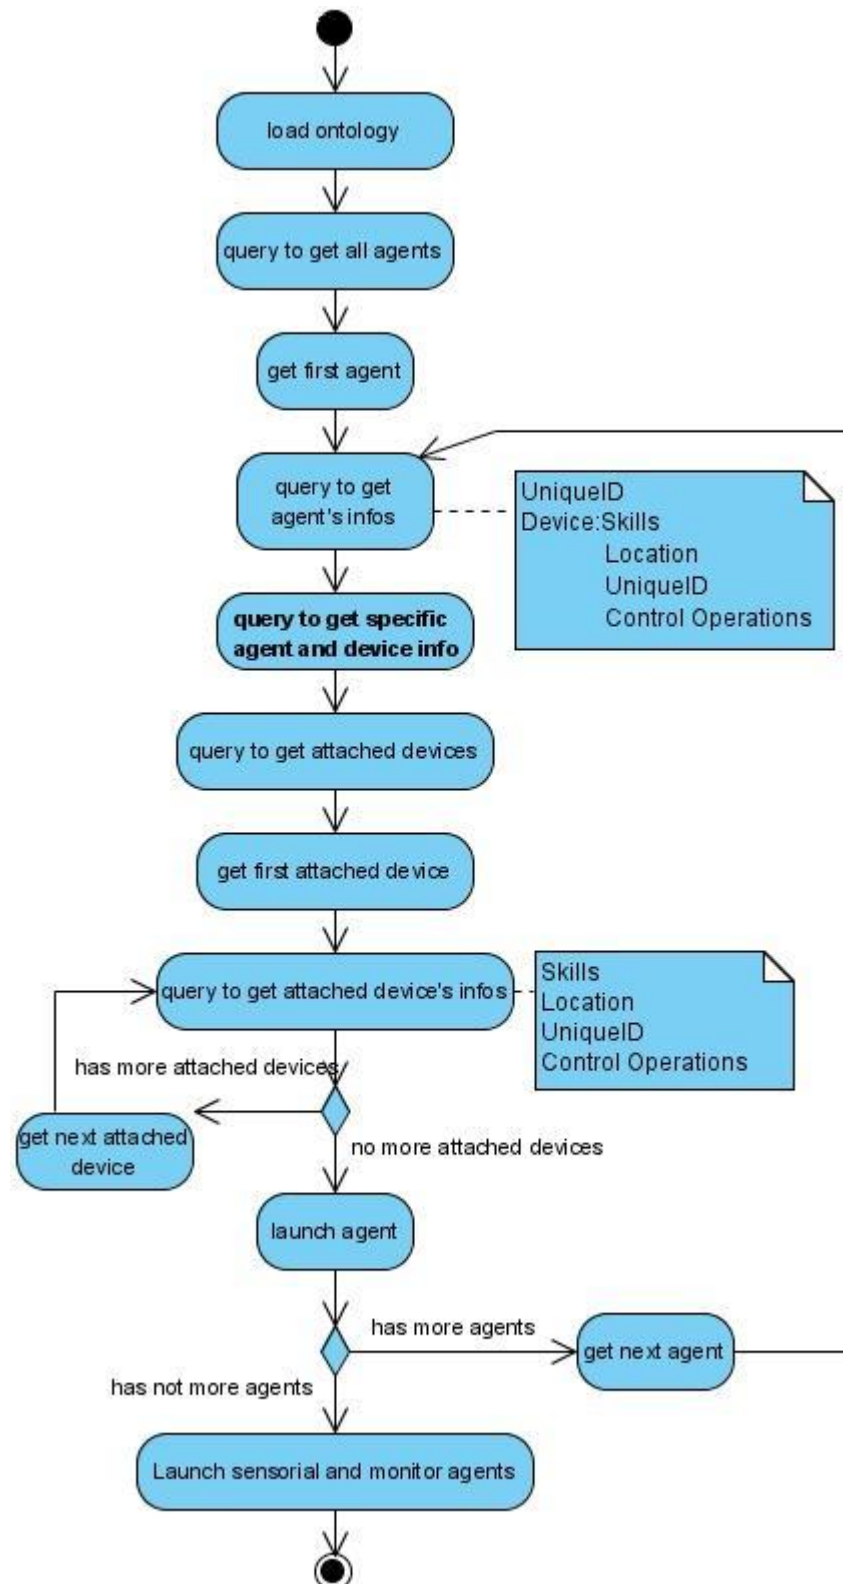 load ontology
query to get all agents
get first agent
query to get
agent's infos
UniqueID
Device:Skills
Location
UniqueID
Control Operations
query to get specific
agent and device info
query to get attached devices
get first attached device
query to get attached device's infos
Skills
Location
UniqueID
Control Operations
has more attached devices
get next attached
device
no more attached devices
launch agent
has more agents
get next agent
has not more agents
Launch sensorial and monitor agents